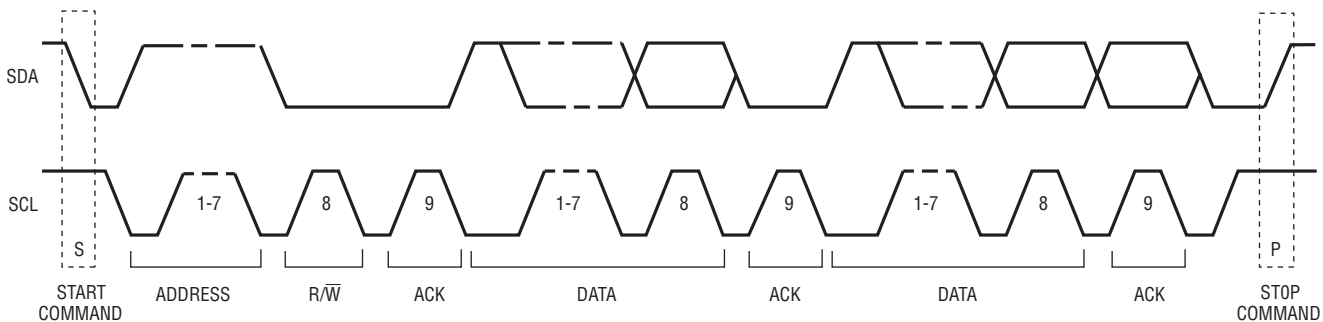 SDA
SCL
1-7
8
9
1-7
8
9
1-7
8
9
S
P
START
COMMAND
ADDRESS
R/W̅
ACK
DATA
ACK
DATA
ACK
ST0P
COMMAND